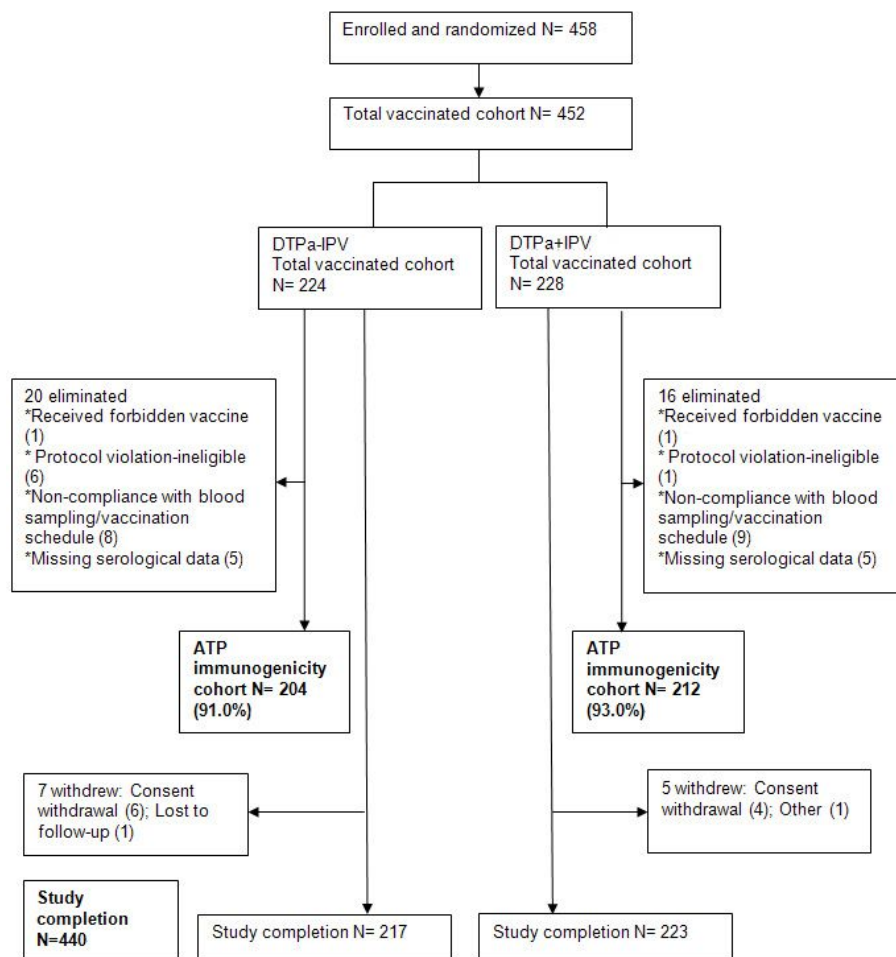 Enrolled and randomized N= 458
Total vaccinated cohort N= 452
DTPa-IPV
Total vaccinated cohort
N= 224
DTPa+IPV
Total vaccinated cohort
N= 228
20 eliminated
*Received forbidden vaccine
(1)
* Protocol violation-ineligible
(6)
*Non-compliance with blood
sampling/vaccination
schedule (8)
*Missing serological data (5)
16 eliminated
*Received forbidden vaccine
(1)
* Protocol violation-ineligible
(1)
*Non-compliance with blood
sampling/vaccination
schedule (9)
*Missing serological data (5)
ATP
immunogenicity
cohort N= 204
(91.0%)
ATP
immunogenicity
cohort N= 212
(93.0%)
7 withdrew: Consent
withdrawal (6); Lost to
follow-up (1)
5 withdrew: Consent
withdrawal (4); Other (1)
Study
completion
N=440
Study completion N= 217
Study completion N= 223